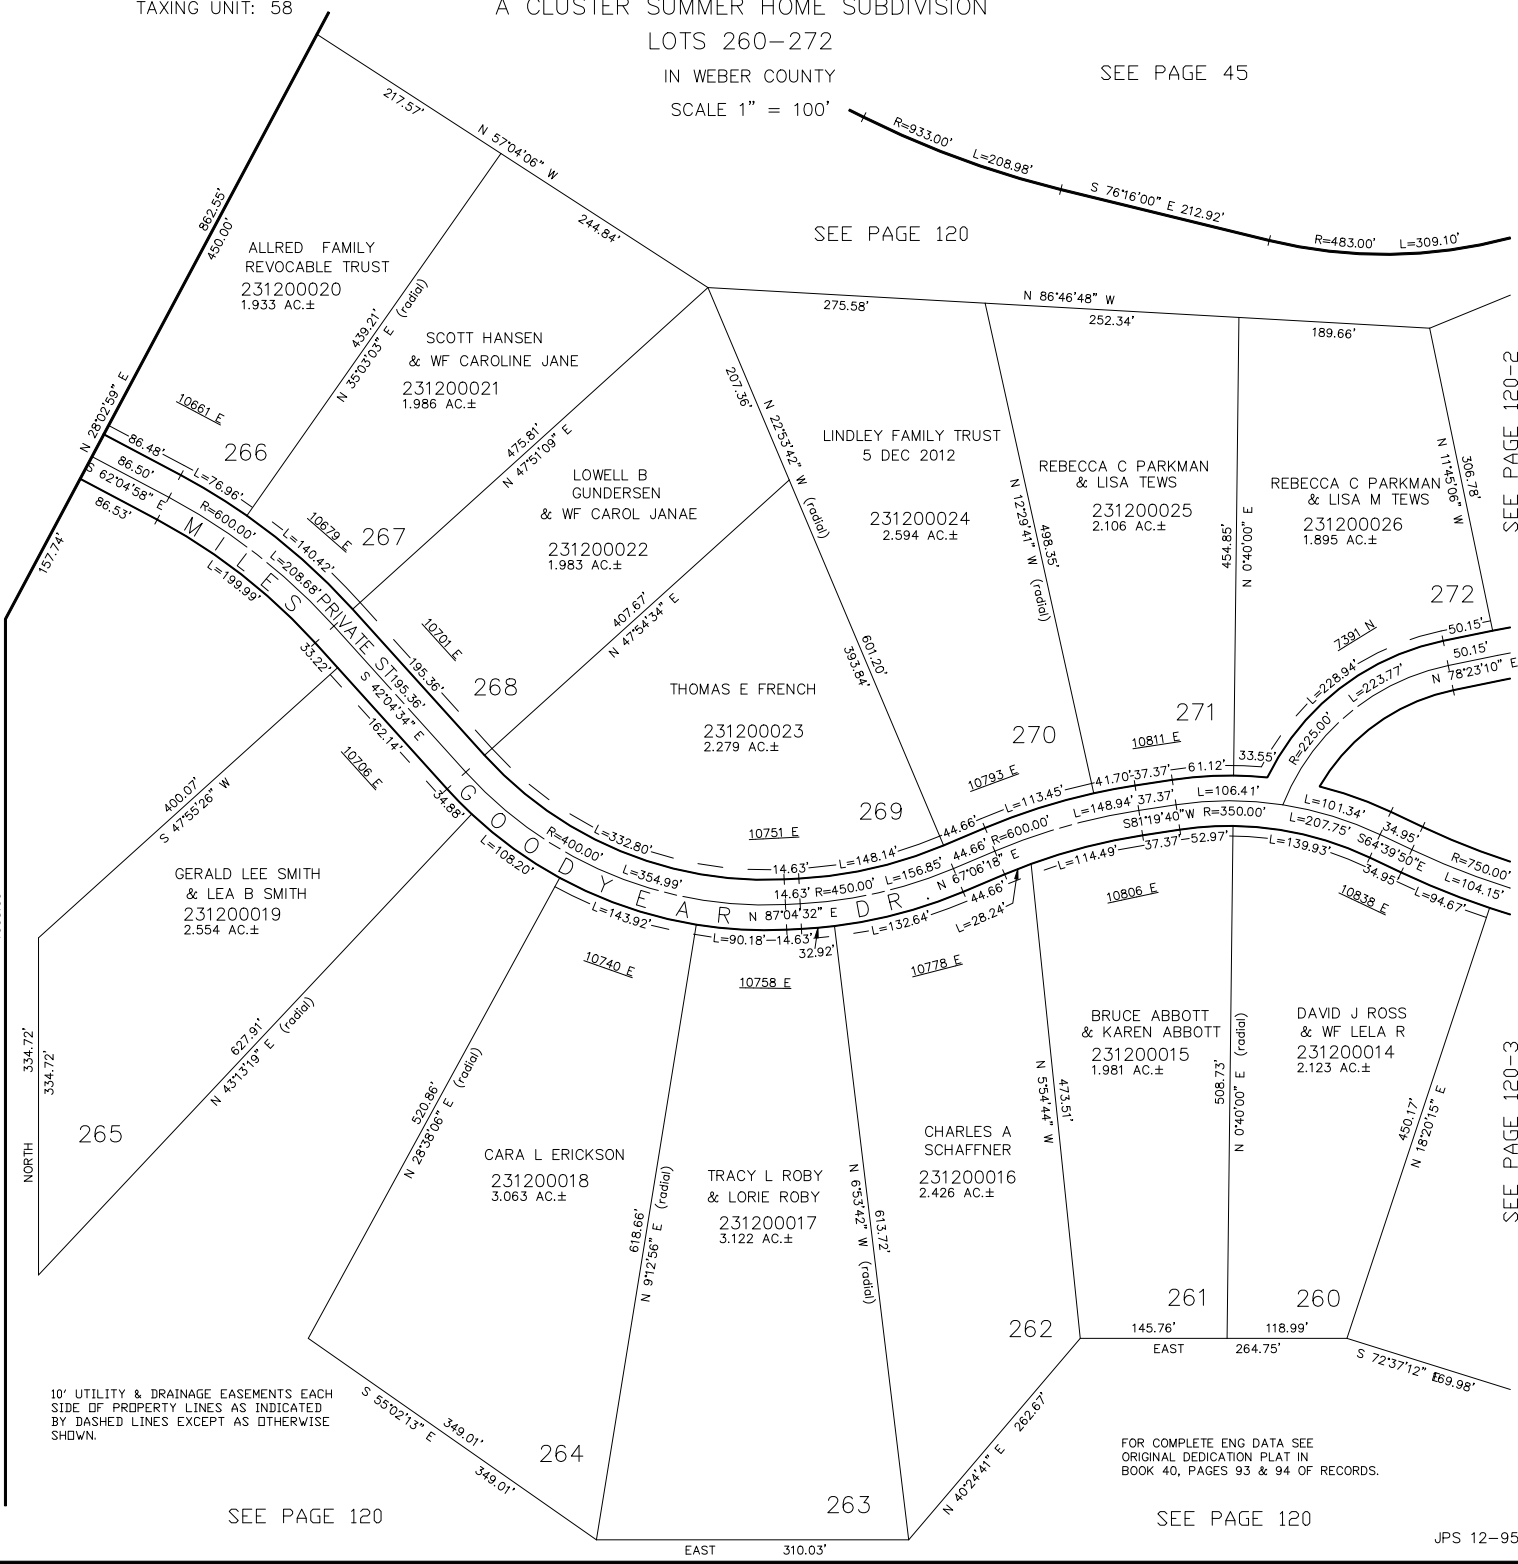 TAXING UNIT: 58
A CLUSTER SUMMER HOME SUBDIVISION
LOTS 260-272
IN WEBER COUNTY
SCALE 1" = 100'
SEE PAGE 45
R=933.00'
L=208.98'
S 76°16'00" E 212.92'
R=483.00'
L=309.10'
SEE PAGE 120
217.57'
N 57°04'06" W
244.84'
862.55'
450.00'
ALLRED FAMILY
REVOCABLE TRUST
231200020
1.933 AC.±
439.21'
N 35°03'03" E (radial)
SCOTT HANSEN
& WF CAROLINE JANE
231200021
1.986 AC.±
275.58'
N 86°46'48" W
252.34'
189.66'
SEE PAGE 120-2
N 28°02'59" E
10661 E
266
475.81'
N 47°51'09" E
207.36'
N 22°53'42" W (radial)
LOWELL B
GUNDERSEN
& WF CAROL JANAE
231200022
1.983 AC.±
LINDLEY FAMILY TRUST
5 DEC 2012
231200024
2.594 AC.±
REBECCA C PARKMAN
& LISA TEWS
231200025
2.106 AC.±
REBECCA C PARKMAN
& LISA M TEWS
231200026
1.895 AC.±
N 12°29'41" W (radial)
498.35'
454.85'
N 0°40'00" E
306.78'
N 11°45'06" W
86.48'
L=76.96'
86.50'
S 62°04'58" E
86.53'
157.74'
R=600.00'
L=140.42'
10679 E
267
L=208.68'
L=199.99'
MILES GOODYEAR DR.
PRIVATE ST
407.67'
N 47°54'34" E
10701 E
268
195.36'
195.36'
S 42°04'34" E
33.22'
162.14'
10706 E
34.88'
601.20'
393.84'
THOMAS E FRENCH
231200023
2.279 AC.±
270
271
272
7391 N
50.15'
50.15'
N 78°23'10" E
L=228.94'
L=223.77'
R=225.00'
10811 E
10793 E
269
10751 E
33.55'
61.12'
37.37'
41.70'
L=113.45'
44.66'
L=148.14'
14.63'
L=332.80'
R=400.00'
L=354.99'
L=108.20'
L=143.92'
14.63'
R=450.00'
L=156.85'
44.66'
R=600.00'
L=148.94'
37.37'
L=106.41'
S81°19'40"W
R=350.00'
L=207.75'
L=101.34'
34.95'
S64°39'50"E
R=750.00'
L=104.15'
N 87°04'32" E
N 67°06'18" E
L=90.18'
14.63'
32.92'
L=132.64'
44.66'
L=28.24'
L=114.49'
37.37'
52.97'
L=139.93'
34.95'
L=94.67'
400.07'
S 47°55'26" W
GERALD LEE SMITH
& LEA B SMITH
231200019
2.554 AC.±
10740 E
10758 E
10778 E
10806 E
10838 E
627.91'
N 43°13'19" E (radial)
334.72'
334.72'
NORTH
265
520.86'
N 28°38'06" E (radial)
CARA L ERICKSON
231200018
3.063 AC.±
618.66'
N 9°12'56" E (radial)
TRACY L ROBY
& LORIE ROBY
231200017
3.122 AC.±
N 6°53'42" W (radial)
613.72'
CHARLES A
SCHAFFNER
231200016
2.426 AC.±
N 5°54'44" W
473.51'
BRUCE ABBOTT
& KAREN ABBOTT
231200015
1.981 AC.±
508.73'
N 0°40'00" E (radial)
DAVID J ROSS
& WF LELA R
231200014
2.123 AC.±
450.17'
N 18°20'15" E
SEE PAGE 120-3
262
261
260
145.76'
118.99'
EAST
264.75'
S 72°37'12" E
169.98'
10' UTILITY & DRAINAGE EASEMENTS EACH
SIDE OF PROPERTY LINES AS INDICATED
BY DASHED LINES EXCEPT AS OTHERWISE
SHOWN.
S 55°02'13" E
349.01'
349.01'
264
263
N 40°24'41" E
262.67'
FOR COMPLETE ENG DATA SEE
ORIGINAL DEDICATION PLAT IN
BOOK 40, PAGES 93 & 94 OF RECORDS.
SEE PAGE 120
SEE PAGE 120
EAST
310.03'
JPS 12-95